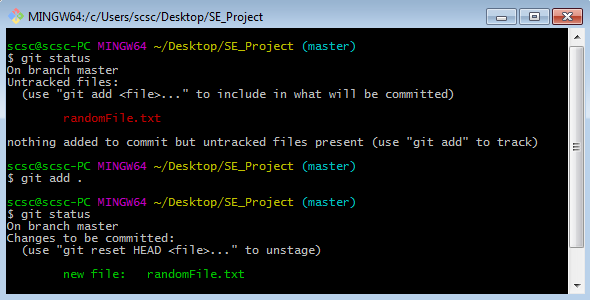 MINGW64:/c/Users/scsc/Desktop/SE_Project
scsc@scsc-PC MINGW64 ~/Desktop/SE_Project (master)
$ git status
On branch master
Untracked files:
  (use "git add <file>..." to include in what will be committed)
        randomFile.txt
nothing added to commit but untracked files present (use "git add" to track)
scsc@scsc-PC MINGW64 ~/Desktop/SE_Project (master)
$ git add .
scsc@scsc-PC MINGW64 ~/Desktop/SE_Project (master)
$ git status
On branch master
Changes to be committed:
  (use "git reset HEAD <file>..." to unstage)
        new file:   randomFile.txt